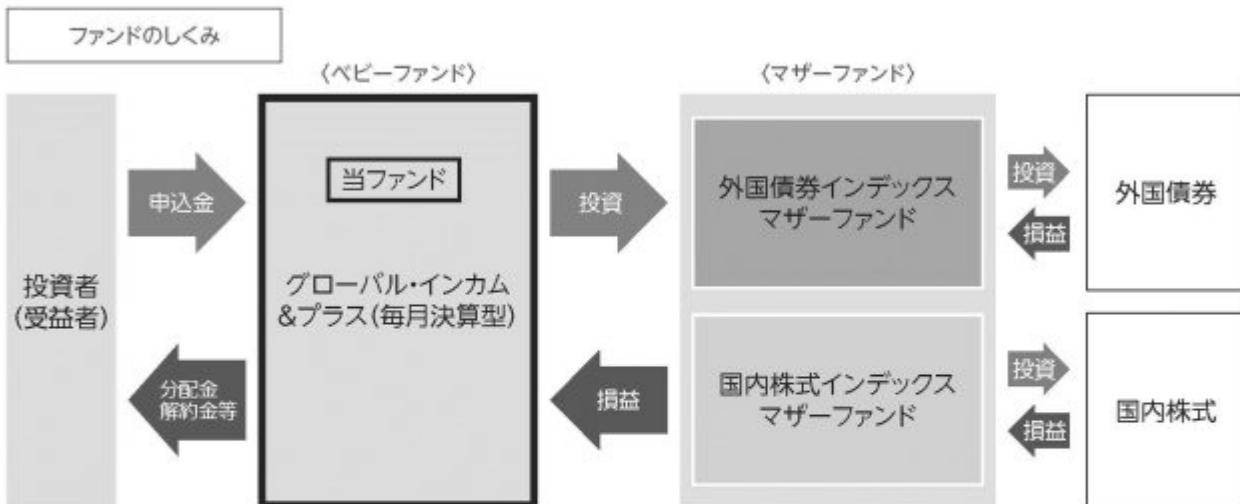 ファンドのしくみ
〈ベビーファンド〉
〈マザーファンド〉
投資者
(受益者)
申込金
分配金
解約金等
当ファンド
グローバル・インカム
&プラス(毎月決算型)
投資
損益
外国債券インデックス
マザーファンド
国内株式インデックス
マザーファンド
投資
損益
外国債券
投資
損益
国内株式